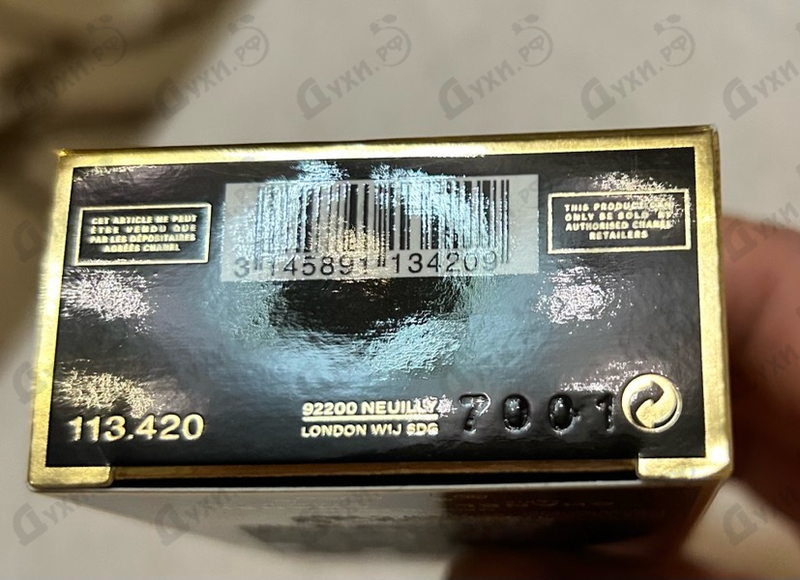 CET ARTICLE NE PEUT
ÊTRE VENDU QUE
PAR LES DÉPOSITAIRES
AGRÉÉS CHANEL
THIS PRODUCT CAN
ONLY BE SOLD BY
AUTHORISED CHANEL
RETAILERS
3 145891 134209
113.420
92200 NEUILLY
LONDON W1J 6DG
7001
Духи.рф